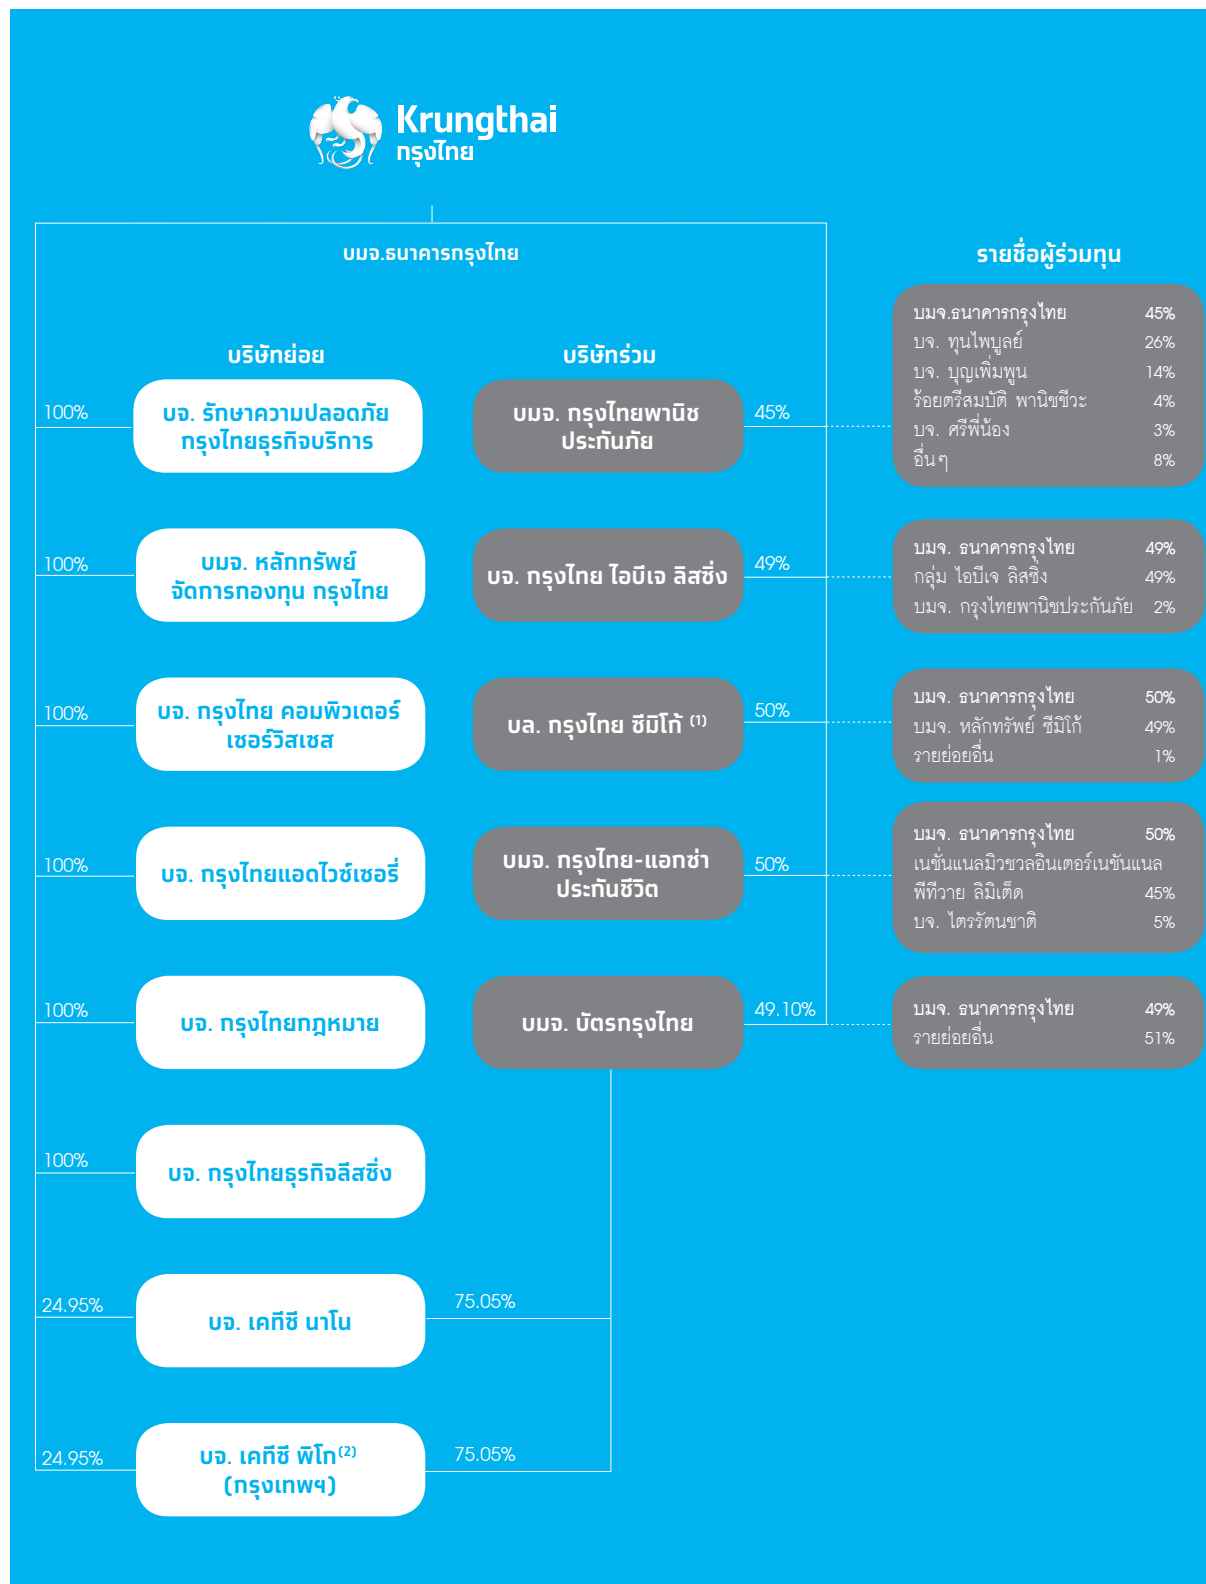 Krungthai
กรุงไทย
บมจ.ธนาคารกรุงไทย
บริษัทย่อย
100%
บจ. รักษาความปลอดภัย
กรุงไทยธุรกิจบริการ
100%
บมจ. หลักทรัพย์
จัดการกองทุน กรุงไทย
100%
บจ. กรุงไทย คอมพิวเตอร์
เซอร์วิสเซส
100%
บจ. กรุงไทยแอดไวซ์เซอรี่
100%
บจ. กรุงไทยกฎหมาย
100%
บจ. กรุงไทยธุรกิจลีสซิ่ง
24.95%
บจ. เคทีซี นาโน
75.05%
24.95%
บจ. เคทีซี พิโก(2)
(กรุงเทพฯ)
75.05%
บริษัทร่วม
บมจ. กรุงไทยพานิช
ประกันภัย
45%
บจ. กรุงไทย ไอบีเจ ลิสซิ่ง
49%
บล. กรุงไทย ซีมิโก้ (1)
50%
บมจ. กรุงไทย-แอกซ่า
ประกันชีวิต
50%
บมจ. บัตรกรุงไทย
49.10%
รายชื่อผู้ร่วมทุน
บมจ.ธนาคารกรุงไทย 45%
บจ. ทุนไพบูลย์ 26%
บจ. บุญเพิ่มพูน 14%
ร้อยตรีสมบัติ พานิชชีวะ 4%
บจ. ศรีพี่น้อง 3%
อื่นๆ 8%
บมจ. ธนาคารกรุงไทย 49%
กลุ่ม ไอบีเจ ลิสซิ่ง 49%
บมจ. กรุงไทยพานิชประกันภัย 2%
บมจ. ธนาคารกรุงไทย 50%
บมจ. หลักทรัพย์ ซีมิโก้ 49%
รายย่อยอื่น 1%
บมจ. ธนาคารกรุงไทย 50%
เนชั่นแนลมิวชวลอินเตอร์เนชันแนล
พีทีวาย ลิมิเต็ด 45%
บจ. ไตรรัตนชาติ 5%
บมจ. ธนาคารกรุงไทย 49%
รายย่อยอื่น 51%